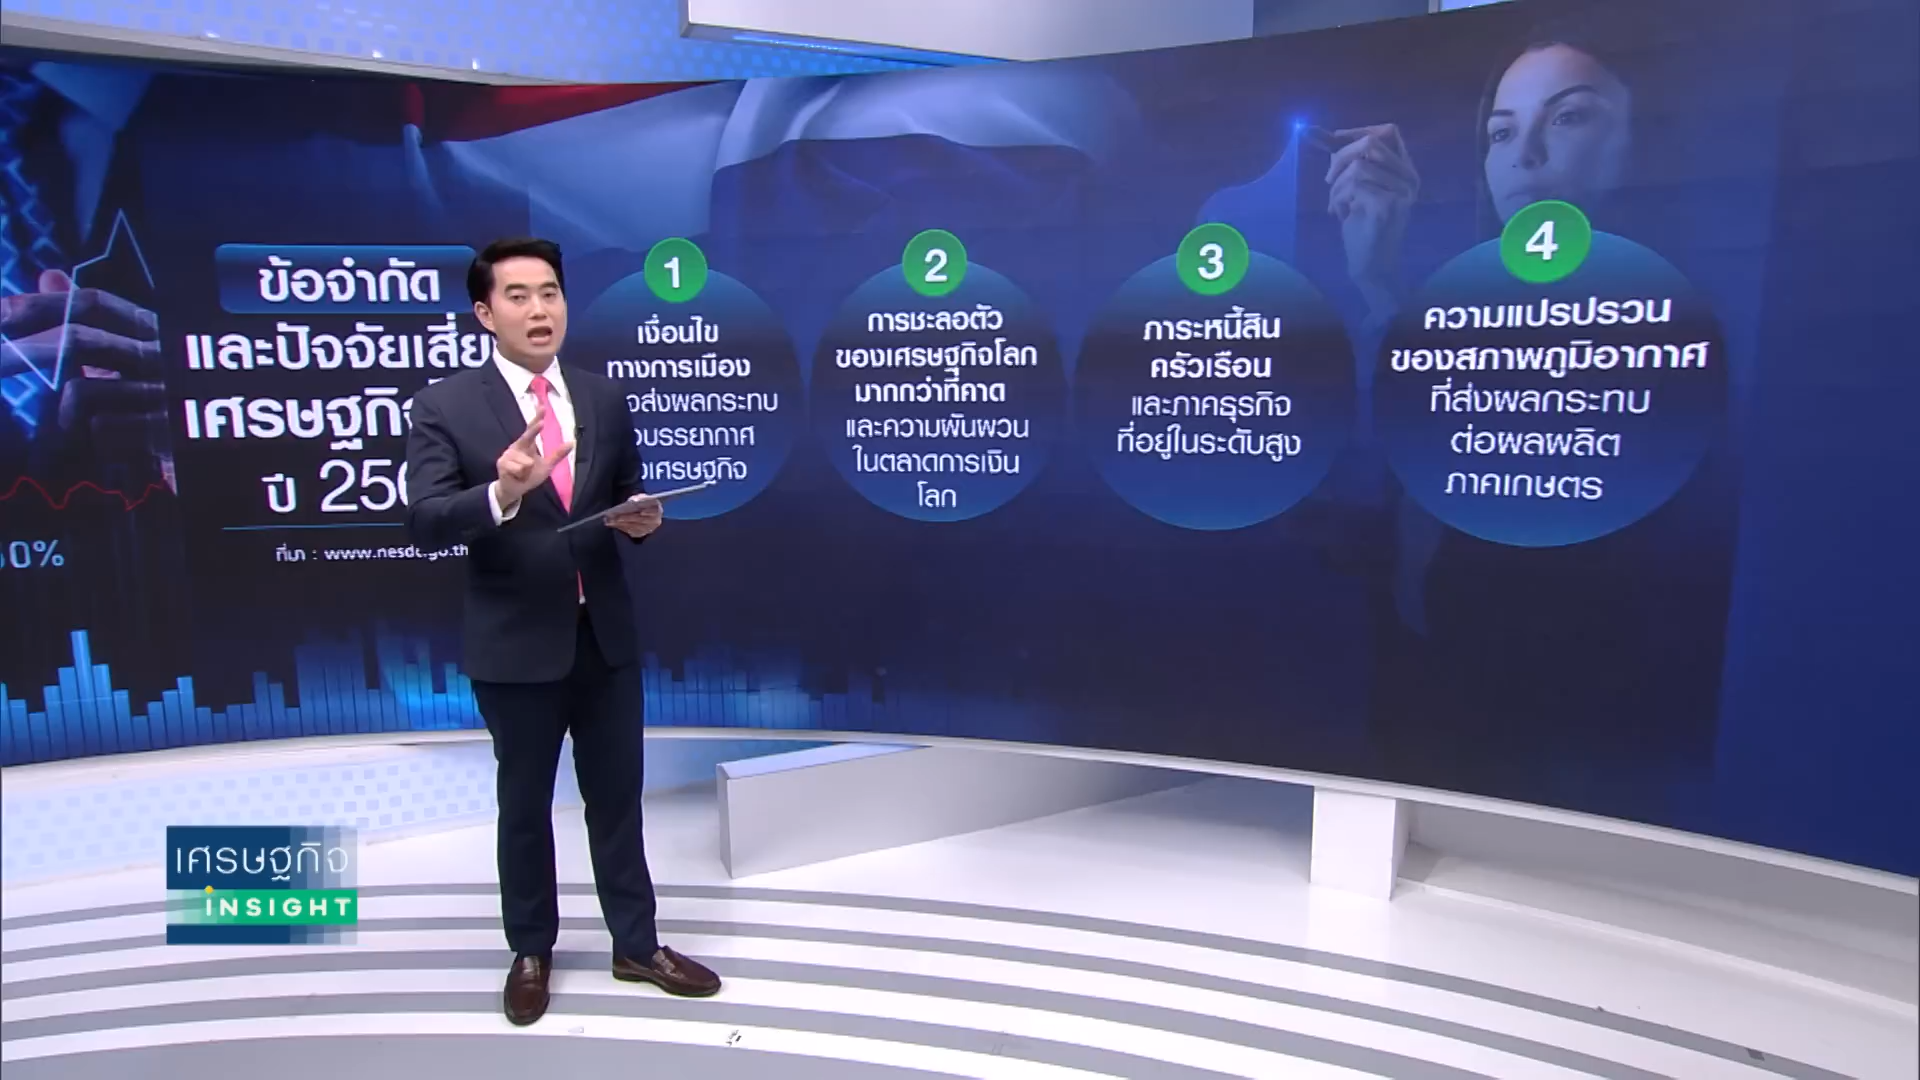 ข้อจำกัด
และปัจจัยเสี่ย
เศรษฐกิจ
ปี 256
ที่มา : www.nesdc.go.th
50%
1
เงื่อนไข
ทางการเมือง
จส่งผลกระทบ
อบรรยากาศ
เศรษฐกิจ
2
การชะลอตัว
ของเศรษฐกิจโลก
มากกว่าที่คาด
และความผันผวน
ในตลาดการเงิน
โลก
3
ภาระหนี้สิน
ครัวเรือน
และภาคธุรกิจ
ที่อยู่ในระดับสูง
4
ความแปรปรวน
ของสภาพภูมิอากาศ
ที่ส่งผลกระทบ
ต่อผลผลิต
ภาคเกษตร
เศรษฐกิจ
iNSIGHT